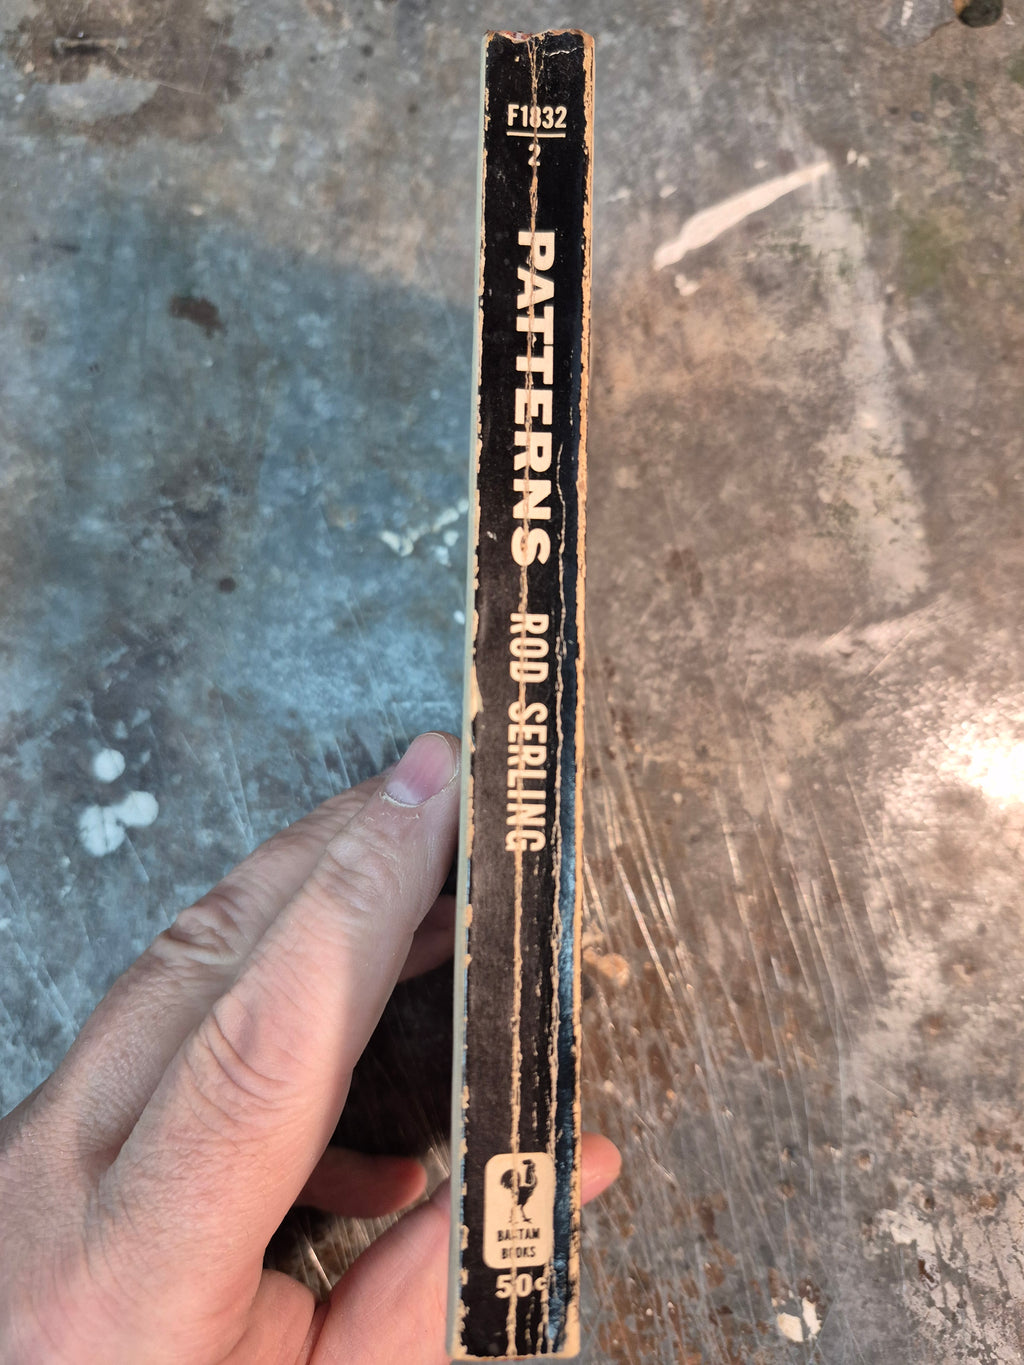 F1832
2
PATTERNS ROD SERLING
BANTAM
BOOKS
50¢